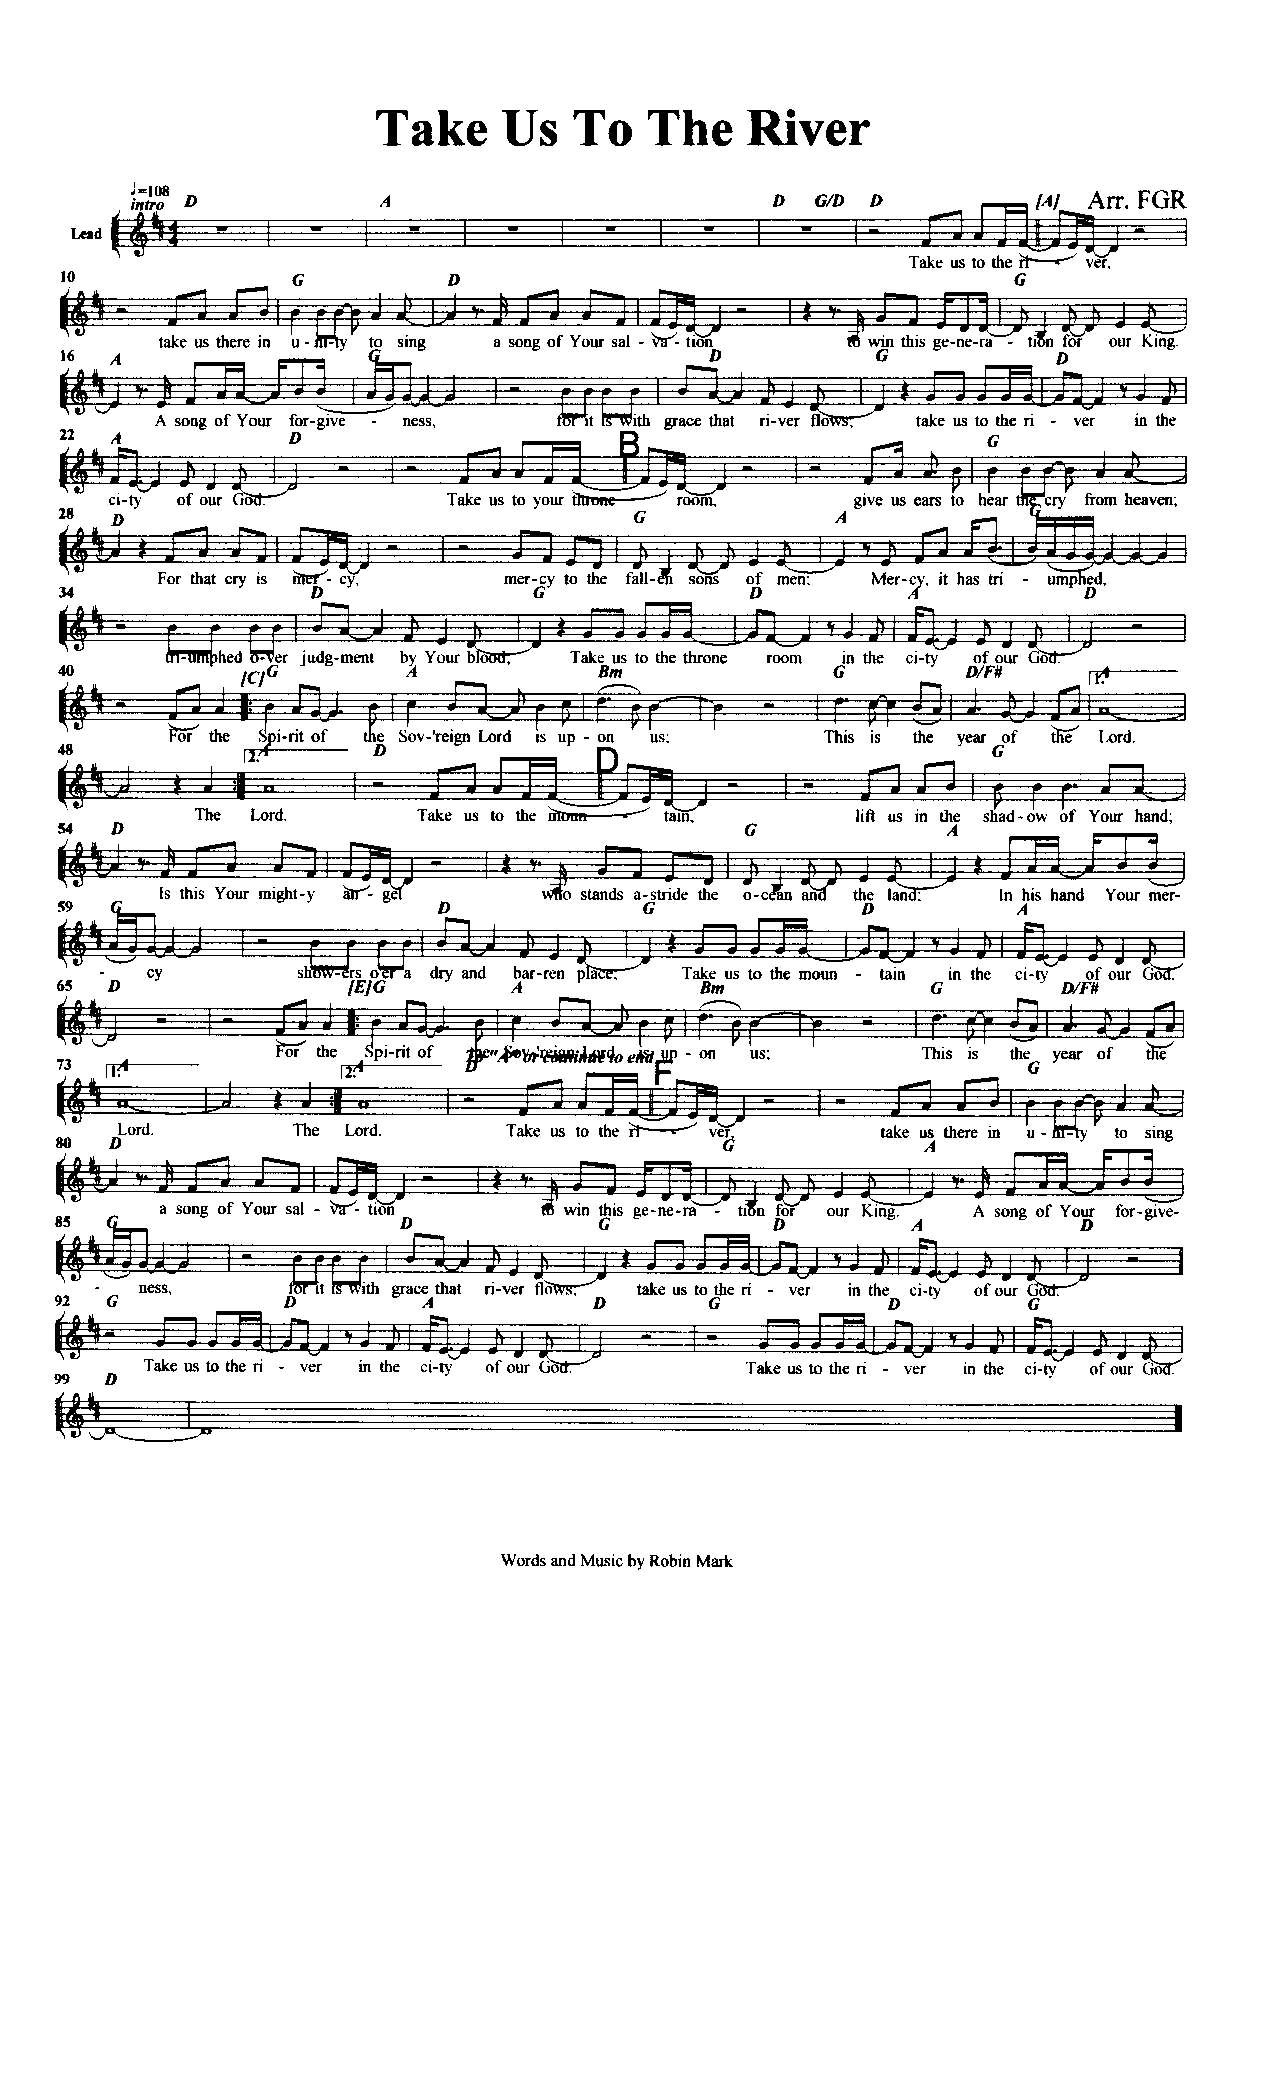 Take Us To The River
♩=108
intro D A D G/D D [A] Arr. FGR
Lead
Take us to the ri - ver,
10 G D G
take us there in u - ni-ty to sing a song of Your sal - va - tion to win this ge-ne-ra - tion for our King.
16 A G D G D
A song of Your for-give - ness, for it is with grace that ri-ver flows; take us to the ri - ver in the
22 A D B G
ci-ty of our God. Take us to your throne room, give us ears to hear the cry from heaven;
28 D G A G
For that cry is mer - cy, mer-cy to the fall-en sons of men; Mer-cy, it has tri - umphed,
34 D G D A D
tri-umphed o-ver judg-ment by Your blood; Take us to the throne room in the ci-ty of our God.
40 [C] G A Bm G D/F# 1. A
For the Spi-rit of the Sov-'reign Lord is up - on us; This is the year of the Lord.
48 2. A D D G
The Lord. Take us to the moun - tain, lift us in the shad-ow of Your hand;
54 D G A
Is this Your might-y an - gel who stands a-stride the o-cean and the land; In his hand Your mer-
59 G D G D A
- cy show-ers o'er a dry and bar-ren place; Take us to the moun - tain in the ci-ty of our God.
65 D [E] G A Bm G D/F#
For the Spi-rit of the Sov-'reign Lord is up - on us; This is the year of the
To "A" or continue to end
73 1. A 2. A D F G
Lord. The Lord. Take us to the ri - ver, take us there in u - ni-ty to sing
80 D G A
a song of Your sal - va - tion to win this ge-ne-ra - tion for our King. A song of Your for-give-
85 G D G D A D
- ness, for it is with grace that ri-ver flows; take us to the ri - ver in the ci-ty of our God.
92 G D A D G D G
Take us to the ri - ver in the ci-ty of our God. Take us to the ri - ver in the ci-ty of our God.
99 D
Words and Music by Robin Mark